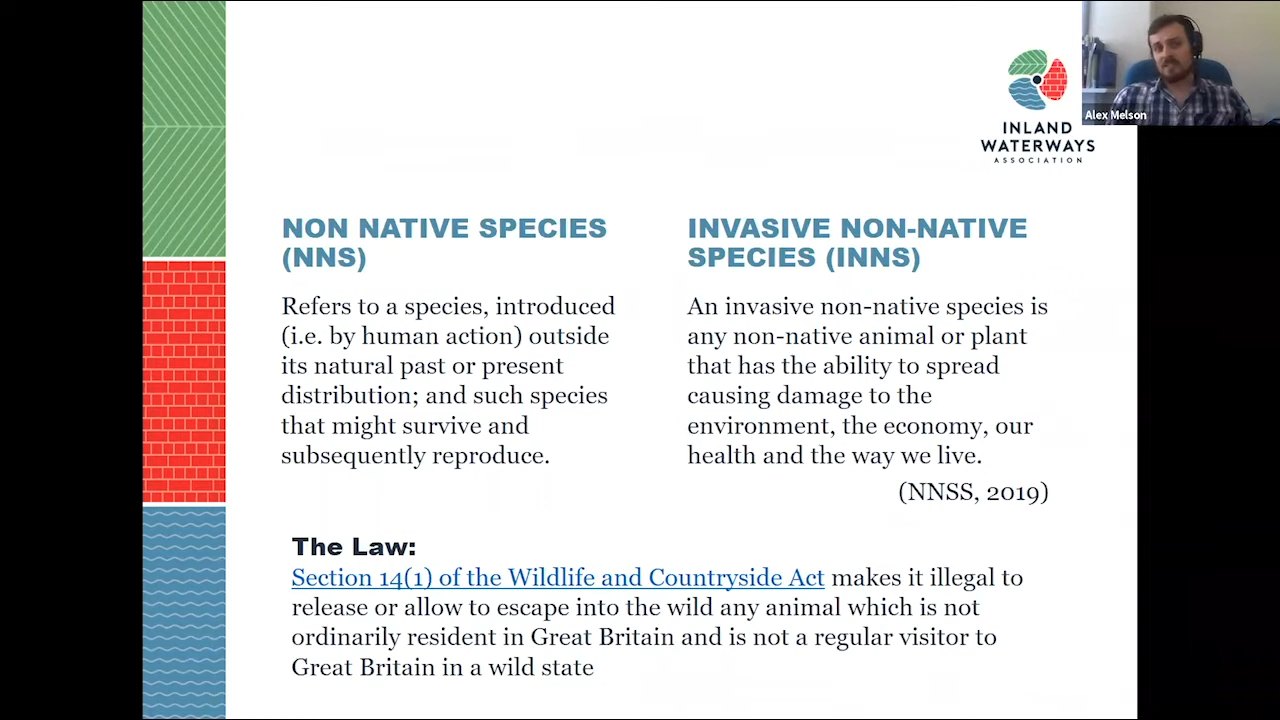 INLAND
WATERWAYS
ASSOCIATION
Alex Melson
NON NATIVE SPECIES
(NNS)
Refers to a species, introduced
(i.e. by human action) outside
its natural past or present
distribution; and such species
that might survive and
subsequently reproduce.
INVASIVE NON-NATIVE
SPECIES (INNS)
An invasive non-native species is
any non-native animal or plant
that has the ability to spread
causing damage to the
environment, the economy, our
health and the way we live.
(NNSS, 2019)
The Law:
Section 14(1) of the Wildlife and Countryside Act makes it illegal to
release or allow to escape into the wild any animal which is not
ordinarily resident in Great Britain and is not a regular visitor to
Great Britain in a wild state